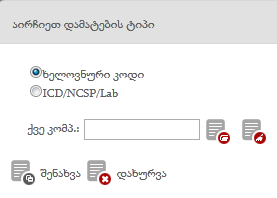 აირჩიეთ დამატების ტიპი
ხელოვნური კოდი
ICD/NCSP/Lab
ქვე კომპ.:
შენახვა დახურვა